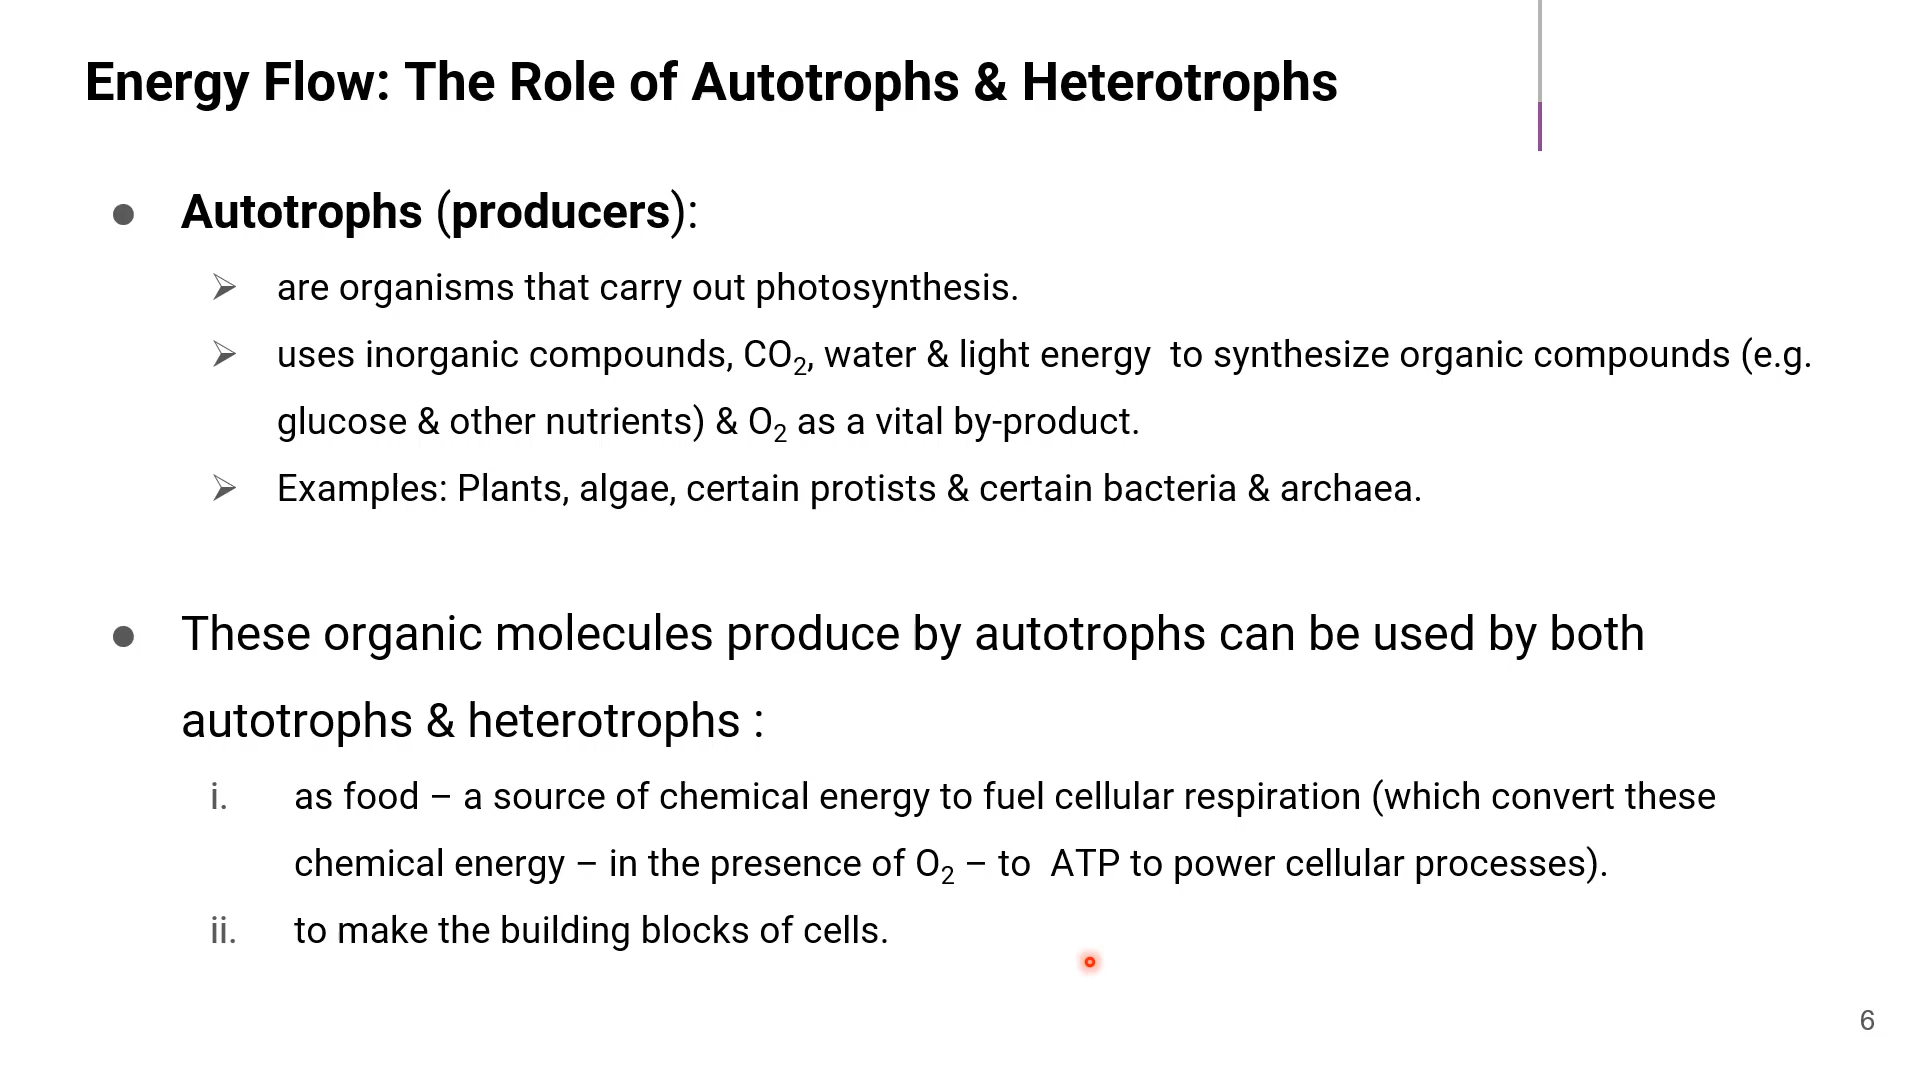 Energy Flow: The Role of Autotrophs & Heterotrophs
● Autotrophs (producers):
➢ are organisms that carry out photosynthesis.
➢ uses inorganic compounds, CO₂, water & light energy  to synthesize organic compounds (e.g.
glucose & other nutrients) & O₂ as a vital by-product.
➢ Examples: Plants, algae, certain protists & certain bacteria & archaea.
● These organic molecules produce by autotrophs can be used by both
autotrophs & heterotrophs :
i. as food – a source of chemical energy to fuel cellular respiration (which convert these
chemical energy – in the presence of O₂ – to  ATP to power cellular processes).
ii. to make the building blocks of cells.
6